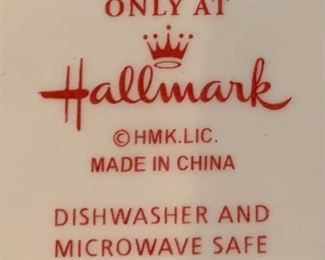 ONLY AT
Hallmark
©HMK.LIC.
MADE IN CHINA
DISHWASHER AND
MICROWAVE SAFE